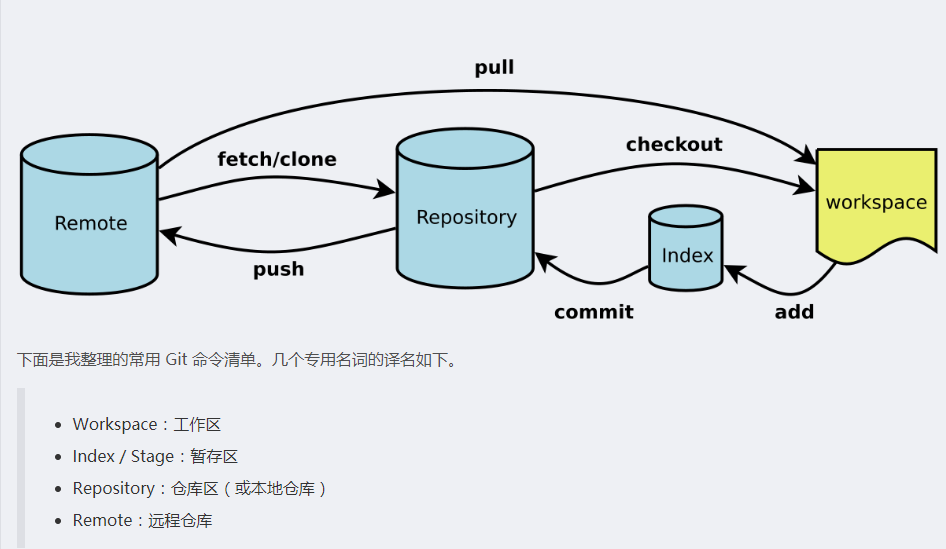 pull
fetch/clone
checkout
Remote
Repository
Index
workspace
push
commit
add
下面是我整理的常用 Git 命令清单。几个专用名词的译名如下。
Workspace：工作区
Index / Stage：暂存区
Repository：仓库区（或本地仓库）
Remote：远程仓库